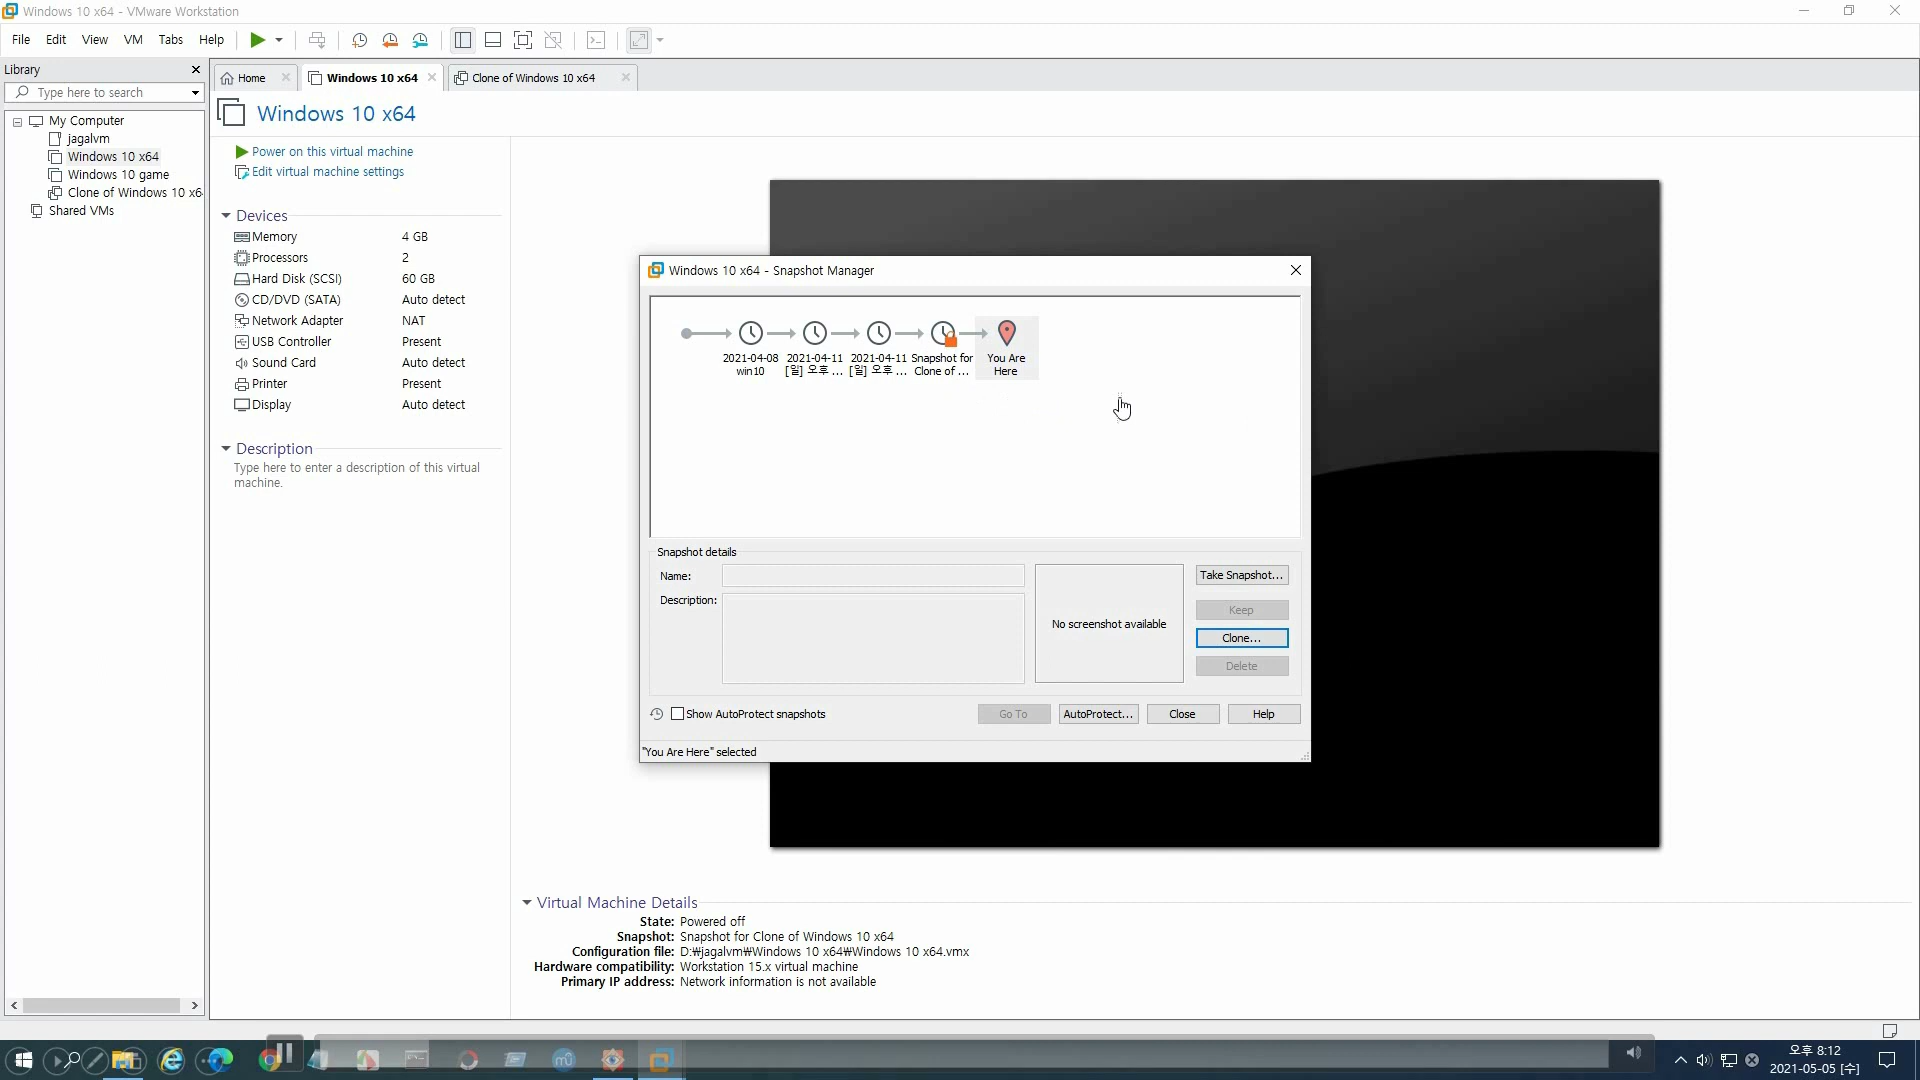 Windows 10 x64 - VMware Workstation
File Edit View VM Tabs Help
Library
Home
Windows 10 x64
Clone of Windows 10 x64
Type here to search
Windows 10 x64
My Computer
jagalvm
Windows 10 x64
Windows 10 game
Clone of Windows 10 x6
Shared VMs
Power on this virtual machine
Edit virtual machine settings
Devices
Memory 4 GB
Processors 2
Hard Disk (SCSI) 60 GB
CD/DVD (SATA) Auto detect
Network Adapter NAT
USB Controller Present
Sound Card Auto detect
Printer Present
Display Auto detect
Description
Type here to enter a description of this virtual
machine.
Windows 10 x64 - Snapshot Manager
2021-04-08
win10
2021-04-11
[일] 오후 ...
2021-04-11
[일] 오후 ...
Snapshot for
Clone of ...
You Are
Here
Snapshot details
Name:
Description:
No screenshot available
Take Snapshot...
Keep
Clone...
Delete
Show AutoProtect snapshots
Go To
AutoProtect...
Close
Help
"You Are Here" selected
Virtual Machine Details
State: Powered off
Snapshot: Snapshot for Clone of Windows 10 x64
Configuration file: D:₩jagalvm₩Windows 10 x64₩Windows 10 x64.vmx
Hardware compatibility: Workstation 15.x virtual machine
Primary IP address: Network information is not available
오후 8:12
2021-05-05 [수]